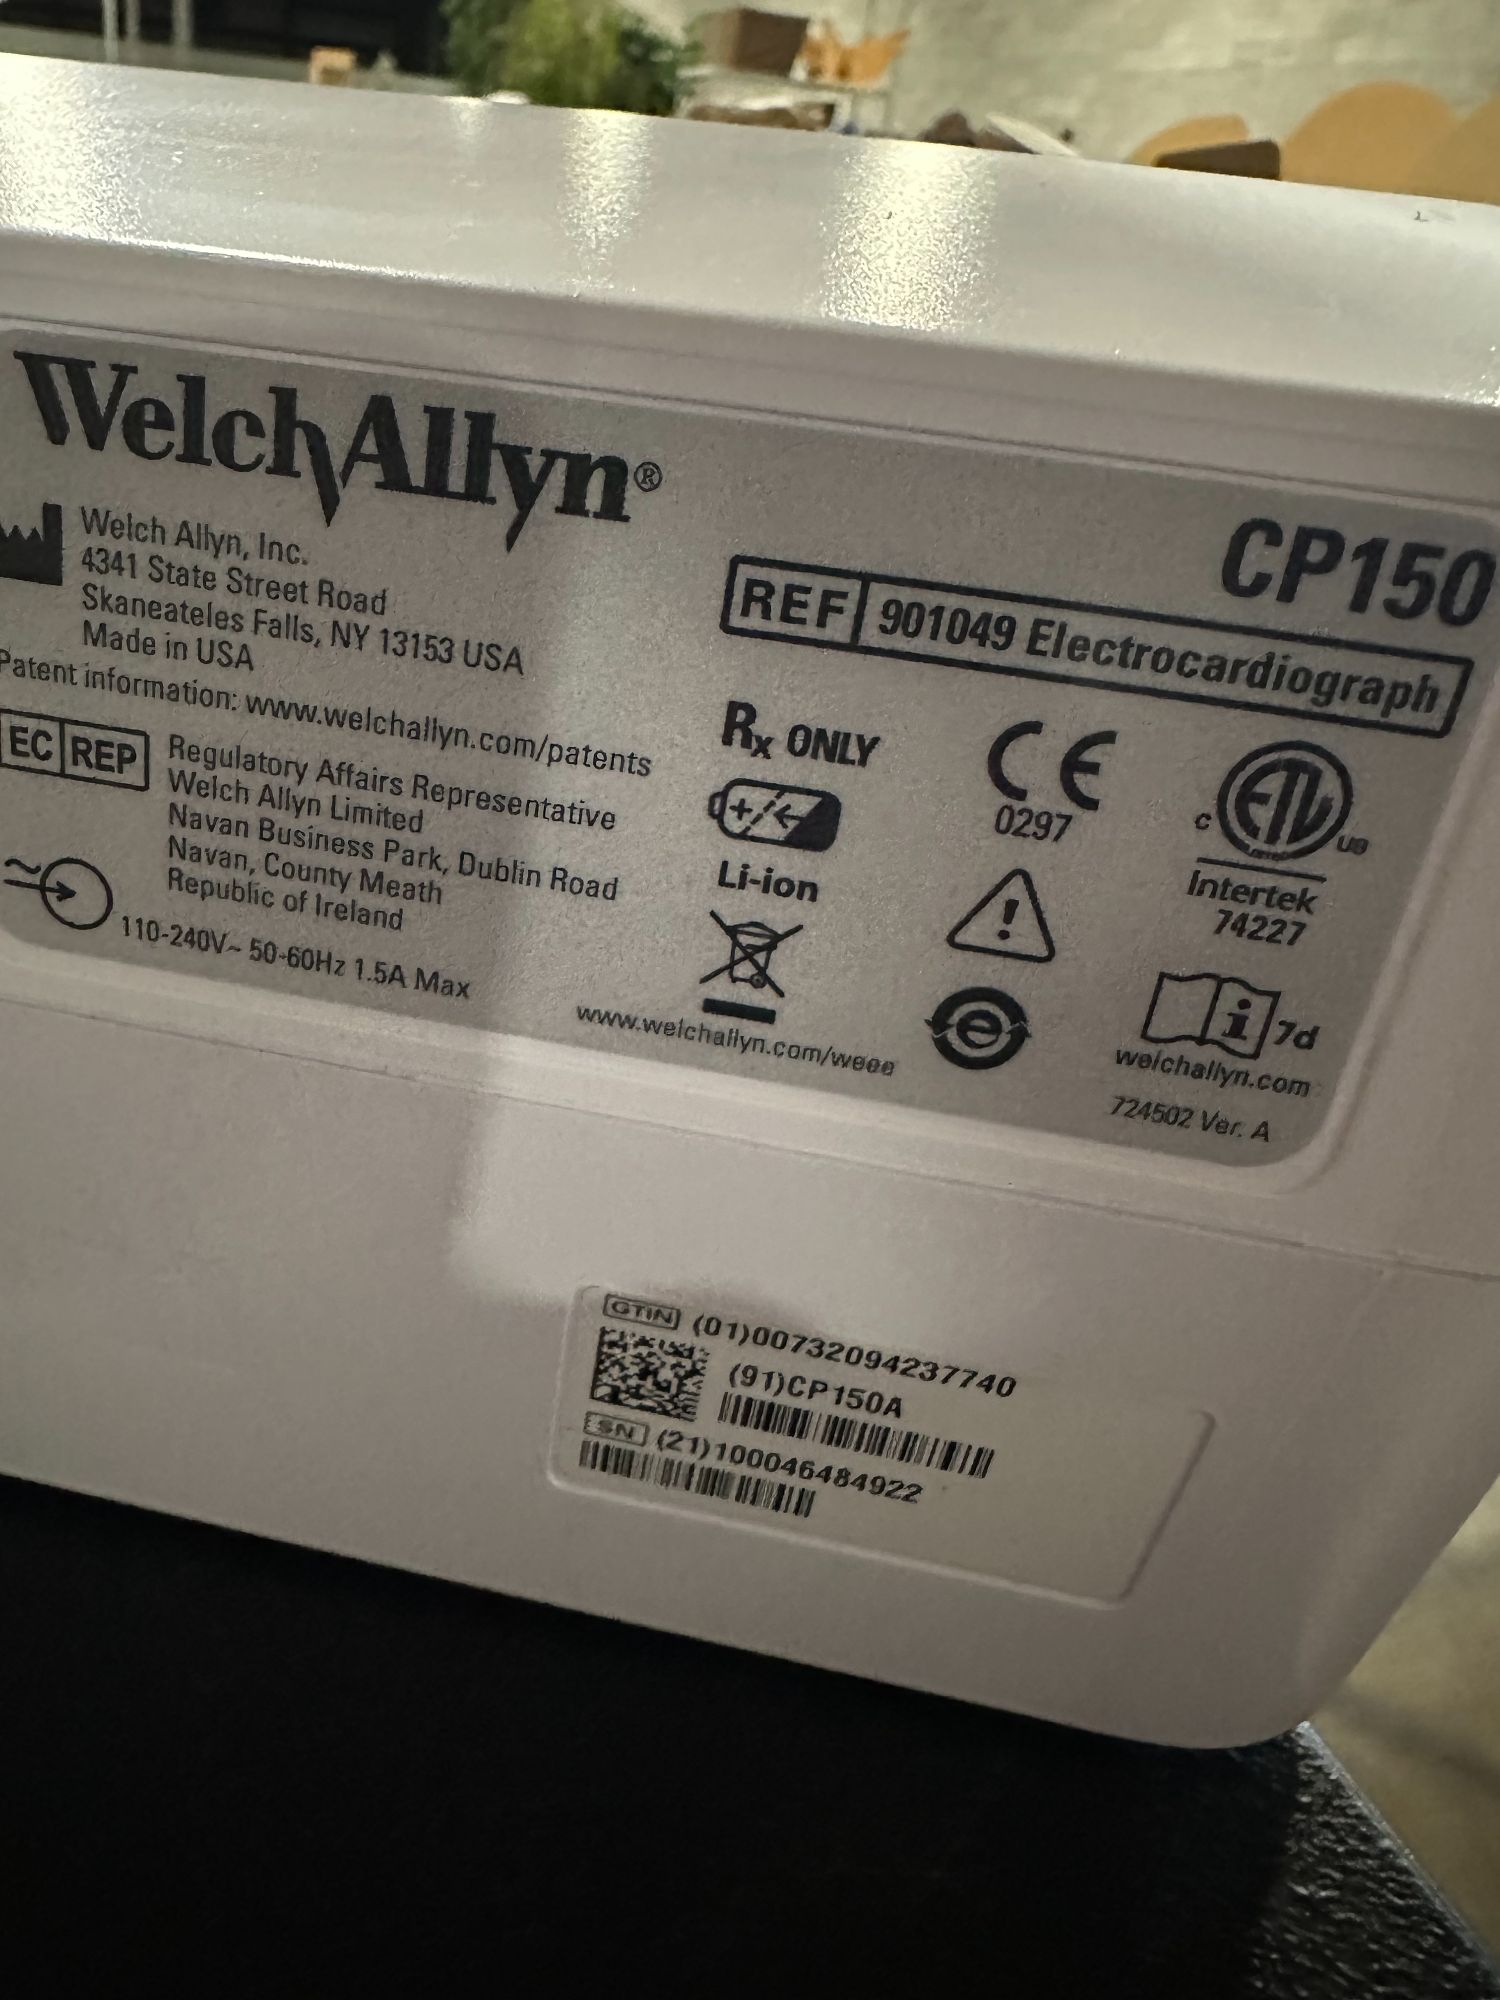 WelchAllyn®
Welch Allyn, Inc.
4341 State Street Road
Skaneateles Falls, NY 13153 USA
Made in USA
Patent information: www.welchallyn.com/patents
EC REP
Regulatory Affairs Representative
Welch Allyn Limited
Navan Business Park, Dublin Road
Navan, County Meath
Republic of Ireland
110-240V~ 50-60Hz 1.5A Max
CP150
REF 901049 Electrocardiograph
Rx ONLY
CE
0297
c ETL us
Intertek
74227
Li-ion
www.welchallyn.com/weee
e
i 7d
welchallyn.com
724502 Ver. A
GTIN (01)00732094237740
(91)CP150A
SN (21)100046484922